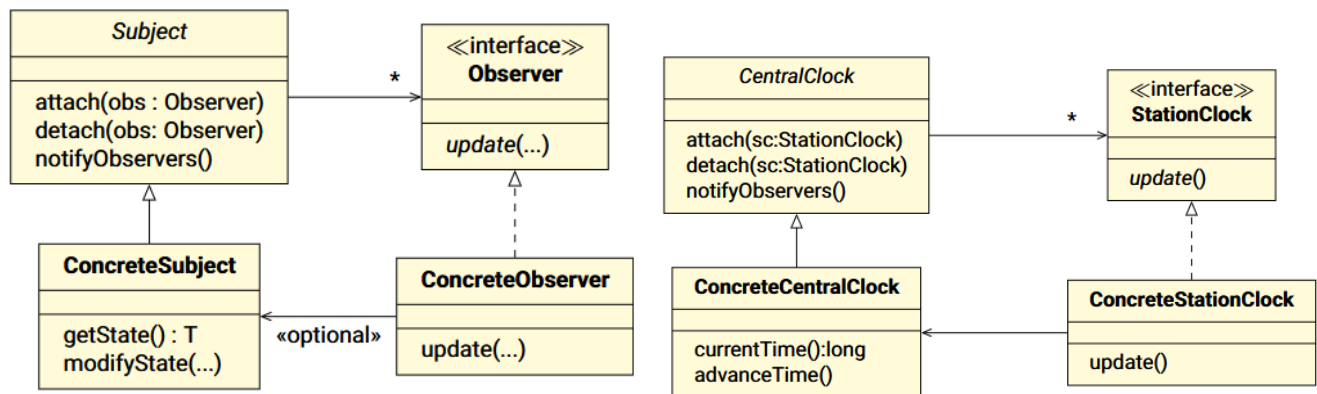 Subject
attach(obs : Observer)
detach(obs: Observer)
notifyObservers()
*
≪interface≫
Observer
update(...)
ConcreteSubject
getState() : T
modifyState(...)
«optional»
ConcreteObserver
update(...)
CentralClock
attach(sc:StationClock)
detach(sc:StationClock)
notifyObservers()
*
≪interface≫
StationClock
update()
ConcreteCentralClock
currentTime():long
advanceTime()
ConcreteStationClock
update()